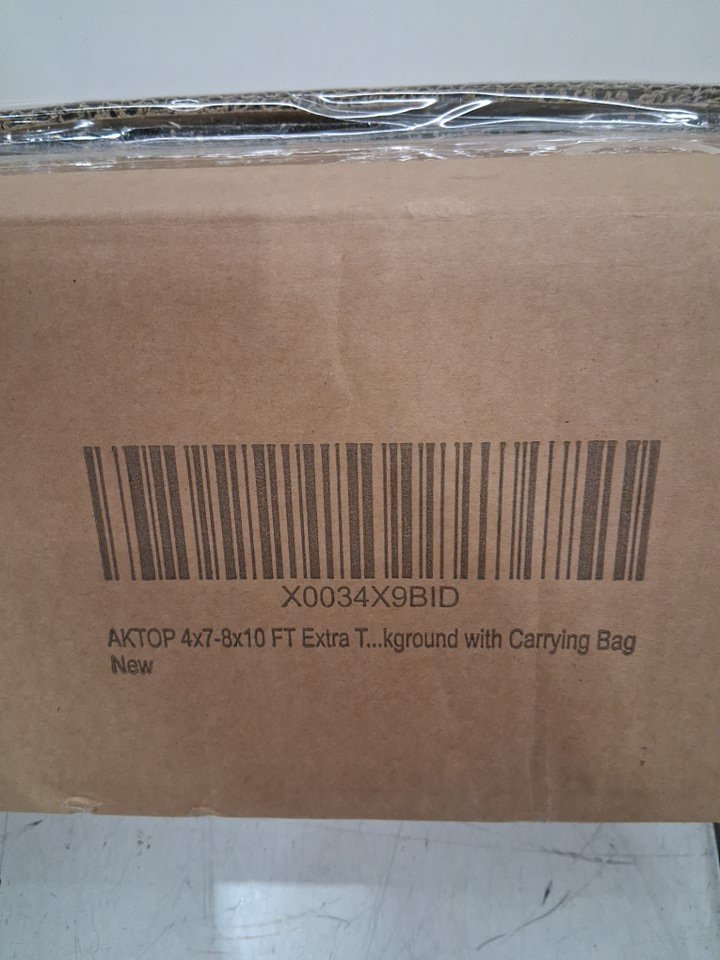 X0034X9BID
AKTOP 4x7-8x10 FT Extra T...kground with Carrying Bag
New